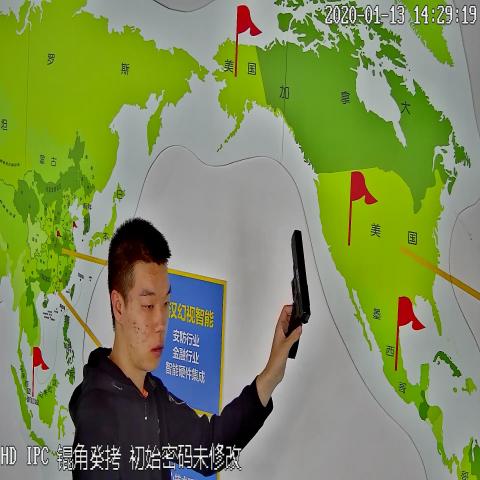 2020-01-13 14:29:19
美国
加拿大
罗斯
蒙古
美国
墨西哥
汉幻视智能
安防行业
金融行业
智能硬件集成
HD IPC 锟角癸拷 初始密码未修改